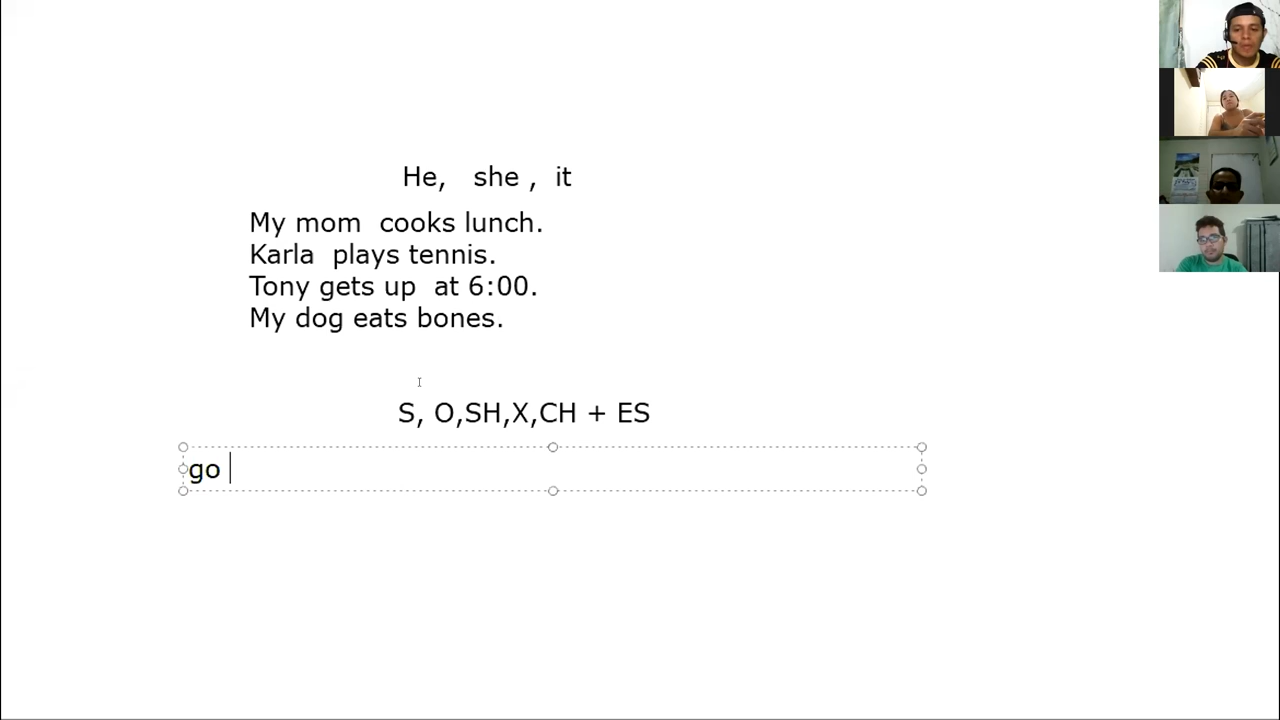 He, she , it
My mom cooks lunch.
Karla plays tennis.
Tony gets up at 6:00.
My dog eats bones.
S, O,SH,X,CH + ES
go